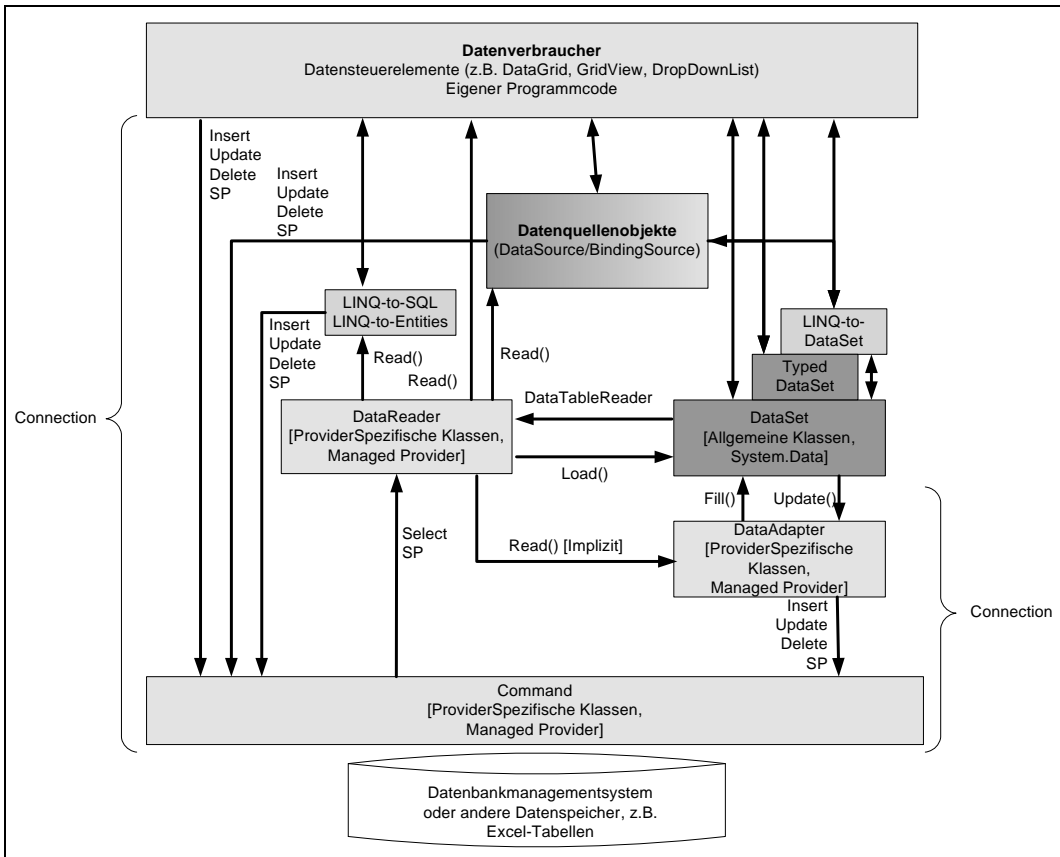 Datenverbraucher
Datensteuerelemente (z.B. DataGrid, GridView, DropDownList)
Eigener Programmcode
Insert
Update
Delete
SP
Insert
Update
Delete
SP
Datenquellenobjekte
(DataSource/BindingSource)
LINQ-to-SQL
LINQ-to-Entities
Insert
Update
Delete
SP
Read()
Read()
Read()
LINQ-to-
DataSet
Typed
DataSet
Connection
DataReader
[ProviderSpezifische Klassen,
Managed Provider]
DataTableReader
Load()
DataSet
[Allgemeine Klassen,
System.Data]
Fill()
Update()
Select
SP
Read() [Implizit]
DataAdapter
[ProviderSpezifische
Klassen,
Managed Provider]
Insert
Update
Delete
SP
Connection
Command
[ProviderSpezifische Klassen,
Managed Provider]
Datenbankmanagementsystem
oder andere Datenspeicher, z.B.
Excel-Tabellen